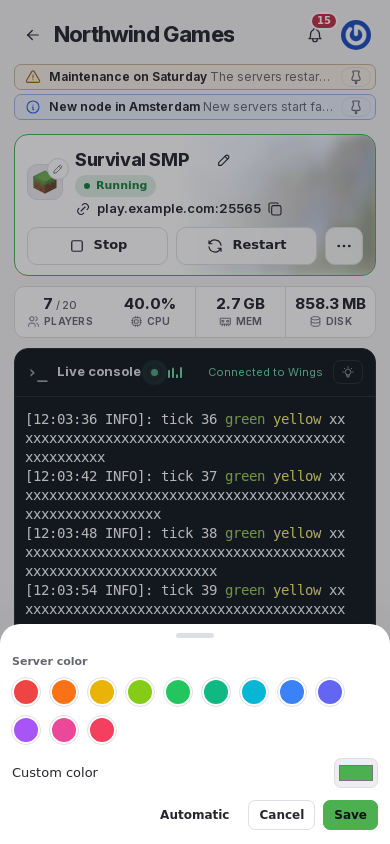 Northwind Games
15
Maintenance on Saturday The servers restar...
New node in Amsterdam New servers start fa...
Survival SMP
Running
play.example.com:25565
Stop
Restart
7 / 20
PLAYERS
40.0%
CPU
2.7 GB
MEM
858.3 MB
DISK
Live console
Connected to Wings
[12:03:36 INFO]: tick 36 green yellow xx
xxxxxxxxxxxxxxxxxxxxxxxxxxxxxxxxxxxxxxxx
xxxxxxxxxx
[12:03:42 INFO]: tick 37 green yellow xx
xxxxxxxxxxxxxxxxxxxxxxxxxxxxxxxxxxxxxxxx
xxxxxxxxxxxxxxxxx
[12:03:48 INFO]: tick 38 green yellow xx
xxxxxxxxxxxxxxxxxxxxxxxxxxxxxxxxxxxxxxxx
xxxxxxxxxxxxxxxxxxxxxxxx
[12:03:54 INFO]: tick 39 green yellow xx
xxxxxxxxxxxxxxxxxxxxxxxxxxxxxxxxxxxxxxxx
Server color
Custom color
Automatic
Cancel
Save